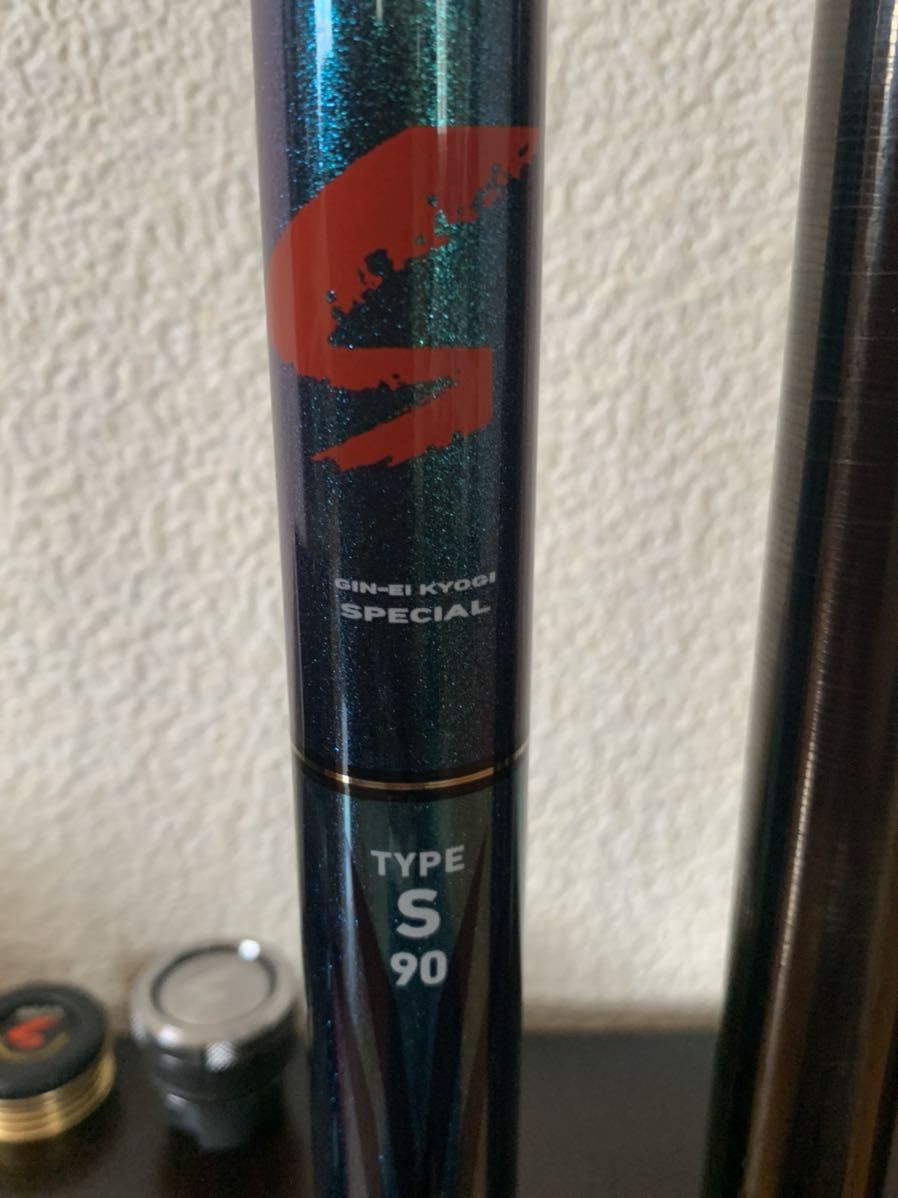 S
GIN-EI KYOGI
SPECIAL
TYPE
S
90